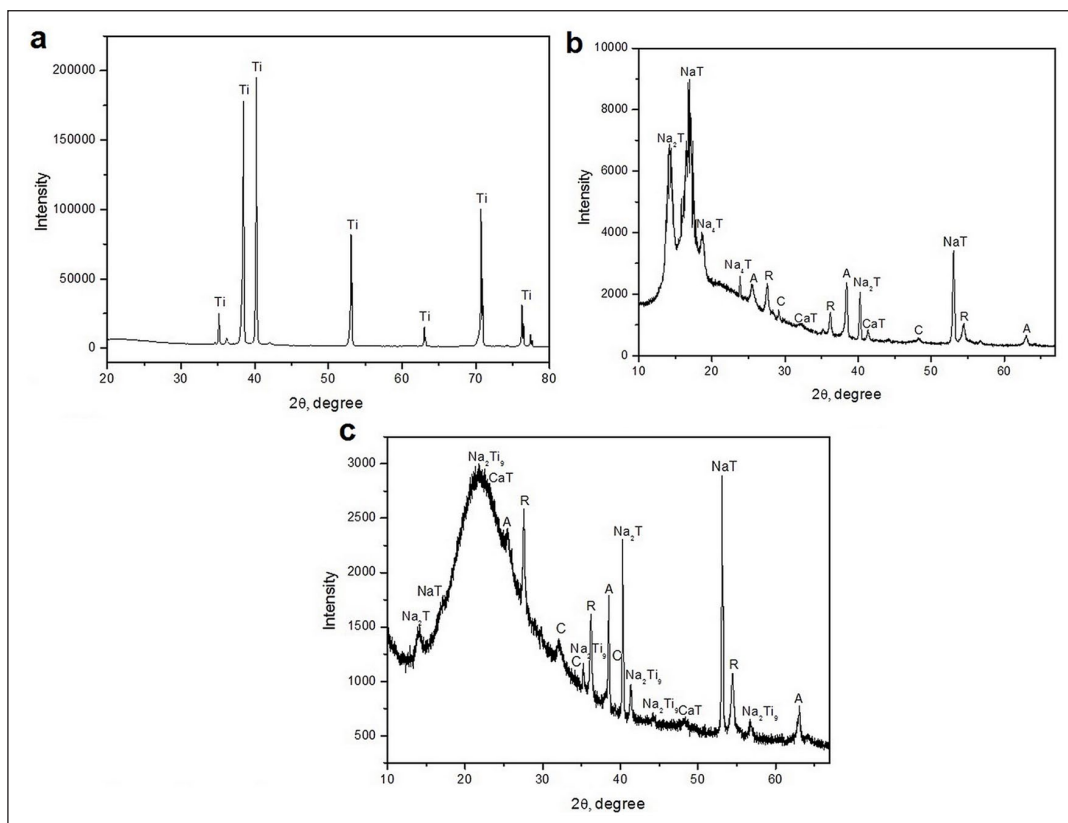 a
Ti
Ti
Ti
Ti
Ti
Ti
Ti
200000
150000
100000
50000
0
Intensity
20 30 40 50 60 70 80
2θ, degree
b
NaT
Na₂T
Na₄T
Na₄T
A
R
C
CaT
R
A
Na₂T
CaT
C
NaT
R
A
10000
8000
6000
4000
2000
0
Intensity
10 20 30 40 50 60
2θ, degree
c
Na₂Ti₉
CaT
A
R
NaT
Na₂T
C
C
Na₂Ti₉
R
A
C
Na₂T
Na₂Ti₉
Na₂Ti₉
CaT
NaT
R
Na₂Ti₉
A
3000
2500
2000
1500
1000
500
Intensity
10 20 30 40 50 60
2θ, degree